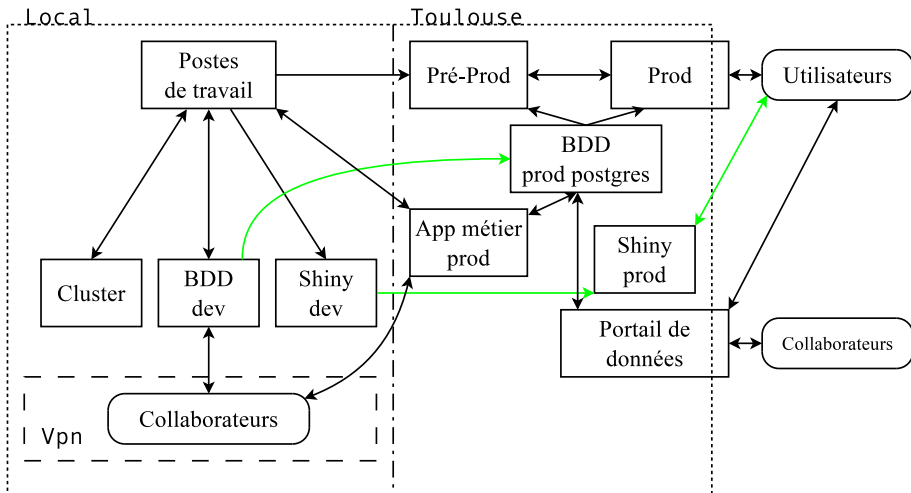 Local
Toulouse
Postes
de travail
Pré-Prod
Prod
Utilisateurs
BDD
prod postgres
App métier
prod
Shiny
prod
Cluster
BDD
dev
Shiny
dev
Portail de
données
Collaborateurs
Collaborateurs
Vpn